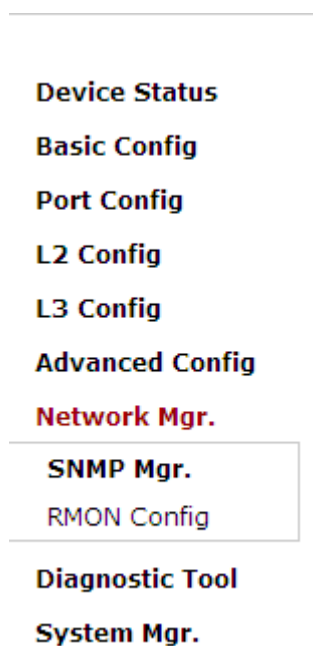 Device Status
Basic Config
Port Config
L2 Config
L3 Config
Advanced Config
Network Mgr.
SNMP Mgr.
RMON Config
Diagnostic Tool
System Mgr.